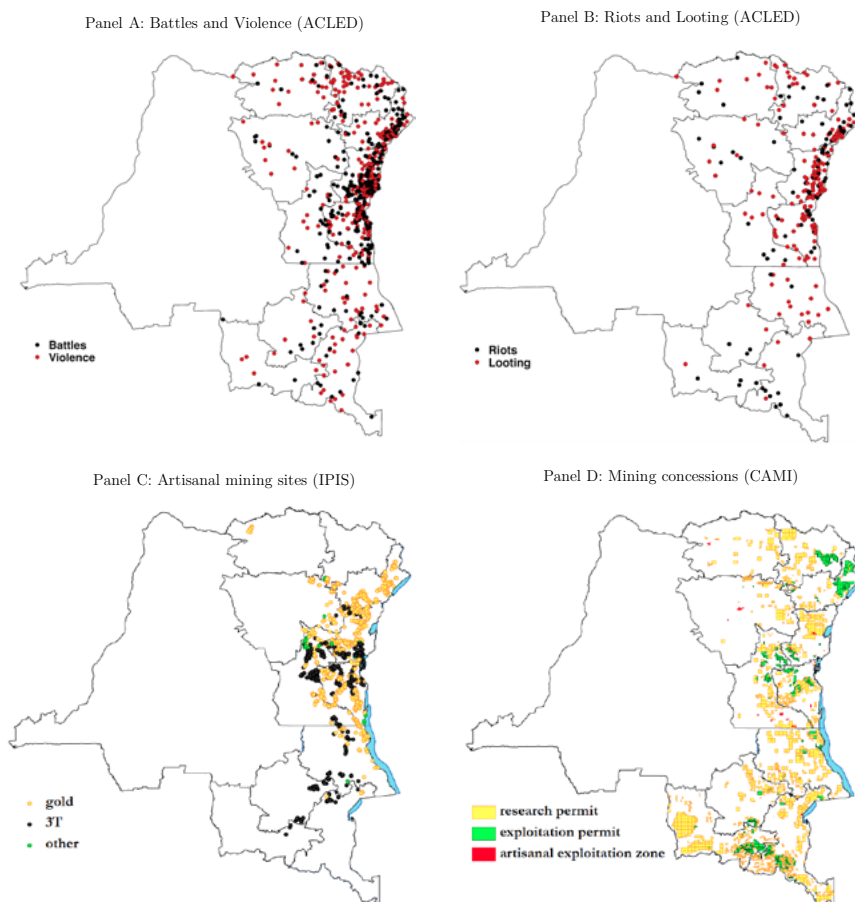 Panel A: Battles and Violence (ACLED)
Panel B: Riots and Looting (ACLED)
Battles
Violence
Riots
Looting
Panel C: Artisanal mining sites (IPIS)
Panel D: Mining concessions (CAMI)
gold
3T
other
research permit
exploitation permit
artisanal exploitation zone